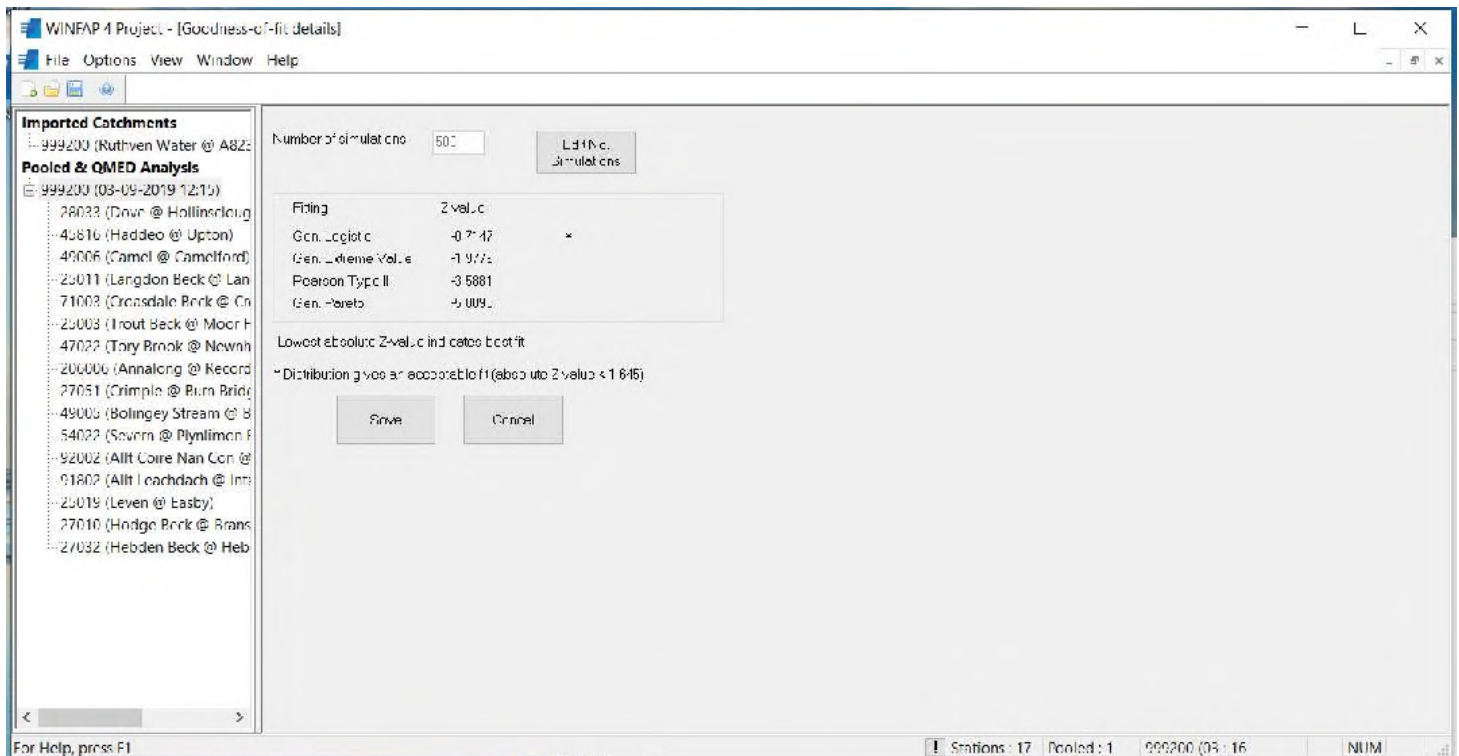 WINFAP 4 Project - [Goodness-of-fit details]
File Options View Window Help
Imported Catchments
999200 (Ruthven Water @ A823
Pooled & QMED Analysis
999200 (03-09-2019 12:15)
28033 (Dove @ Hollinscloug
45816 (Haddeo @ Upton)
49006 (Camel @ Camelford)
25011 (Langdon Beck @ Lan
71003 (Croasdale Beck @ Cr
25003 (Trout Beck @ Moor H
47022 (Tory Brook @ Newnh
206006 (Annalong @ Record
27051 (Crimple @ Burn Bridg
49005 (Bolingey Stream @ B
54022 (Severn @ Plynlimon F
92002 (Allt Coire Nan Con @
91802 (Allt Leachdach @ Int
25019 (Leven @ Easby)
27010 (Hodge Beck @ Brans
27032 (Hebden Beck @ Heb
Number of simulations 500
Edit No. Simulations
Fitting Z value
Gen. Logistic -0.7147 *
Gen. Extreme Value
Pearson Type III -3.5881
Gen. Pareto
Lowest absolute Z-value indicates best fit
* Distribution gives an acceptable fit (absolute Z value < 1.645)
Save Cancel
For Help, press F1
! Stations : 17 Pooled : 1 999200 (03 : 16 NUM